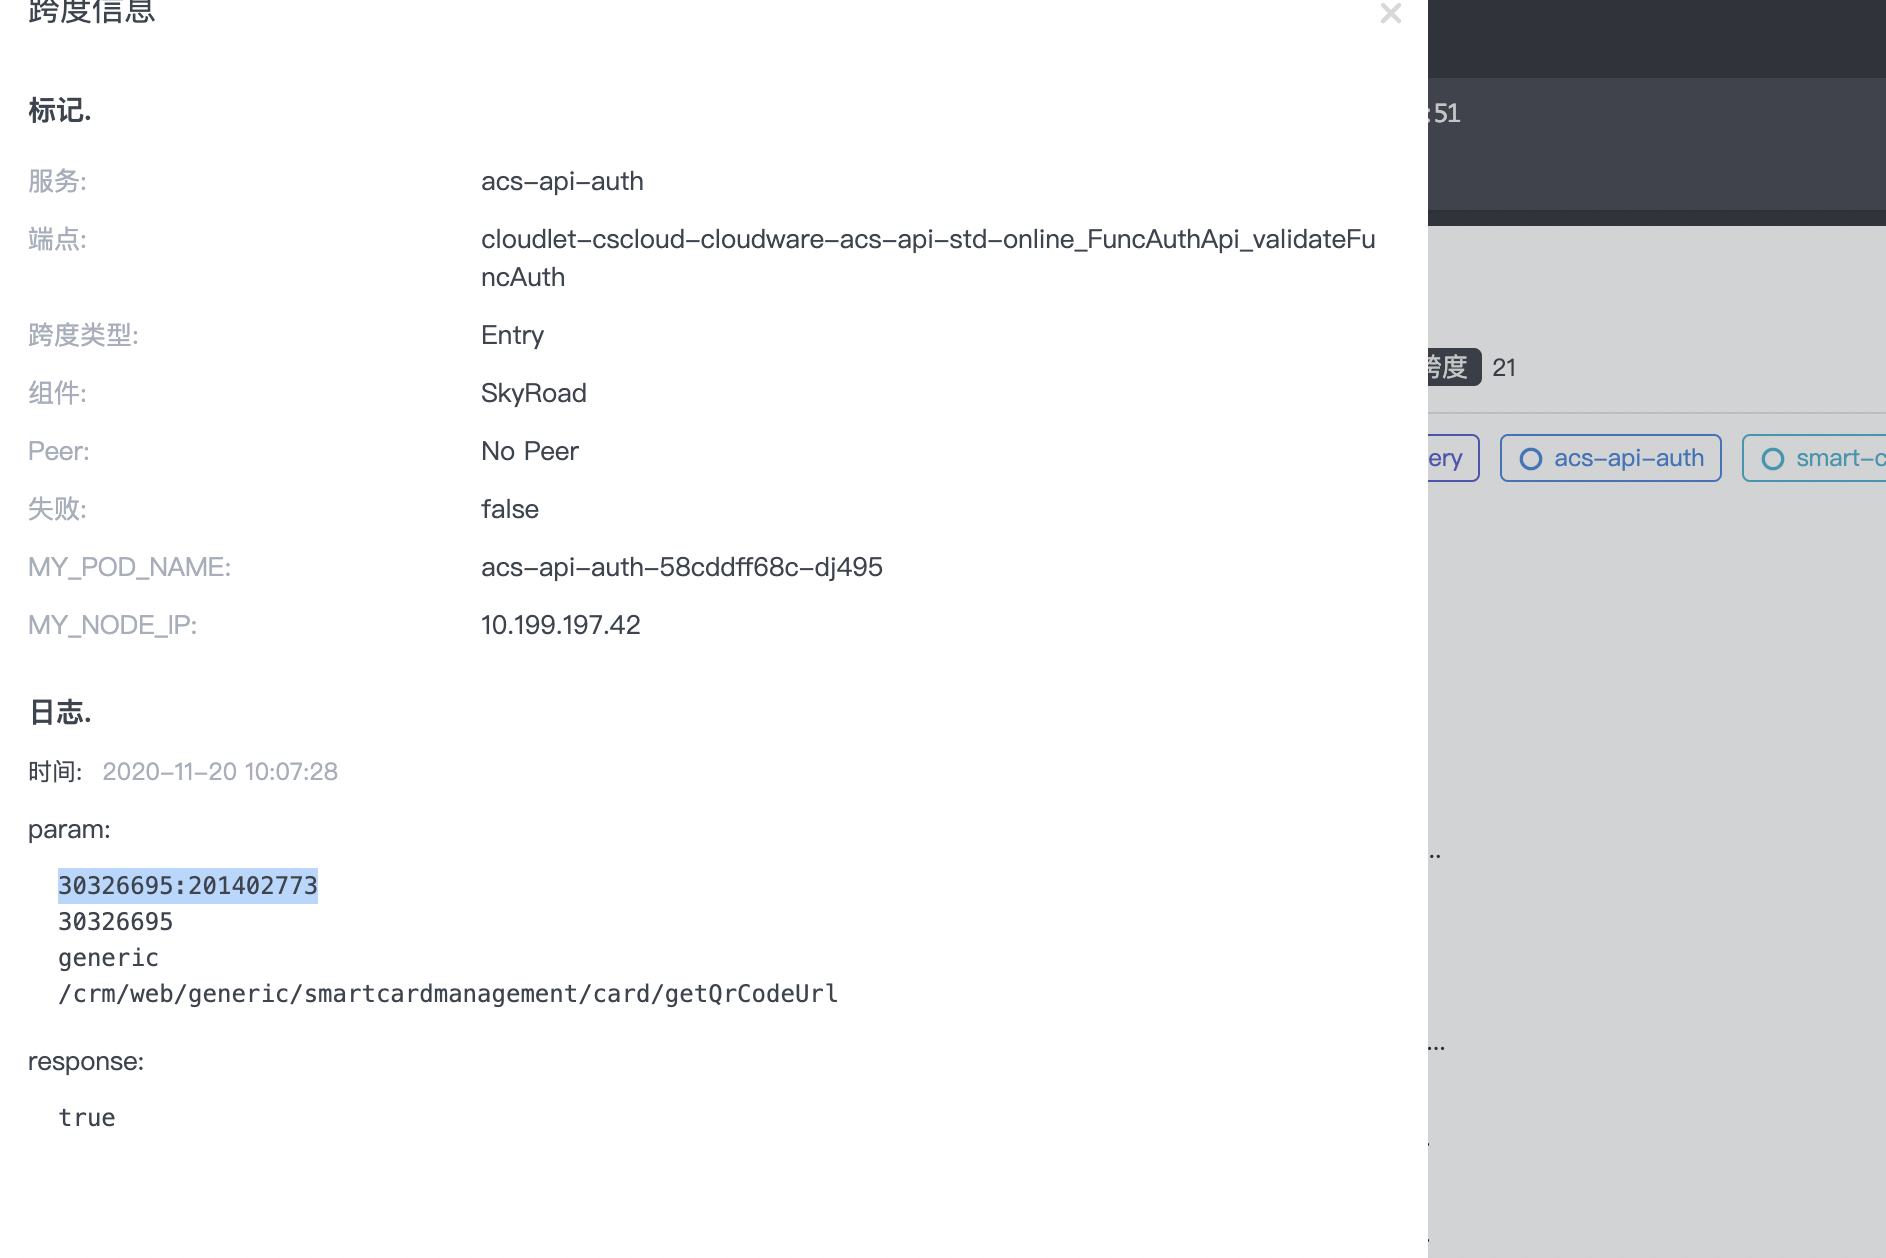 跨度信息
:51
标记.
服务: acs-api-auth
端点: cloudlet-cscloud-cloudware-acs-api-std-online_FuncAuthApi_validateFu
ncAuth
跨度类型: Entry
跨度 21
组件: SkyRoad
Peer: No Peer
ery acs-api-auth smart-c
失败: false
MY_POD_NAME: acs-api-auth-58cddff68c-dj495
MY_NODE_IP: 10.199.197.42
日志.
时间: 2020-11-20 10:07:28
param:
30326695:201402773
30326695
generic
/crm/web/generic/smartcardmanagement/card/getQrCodeUrl
response:
true